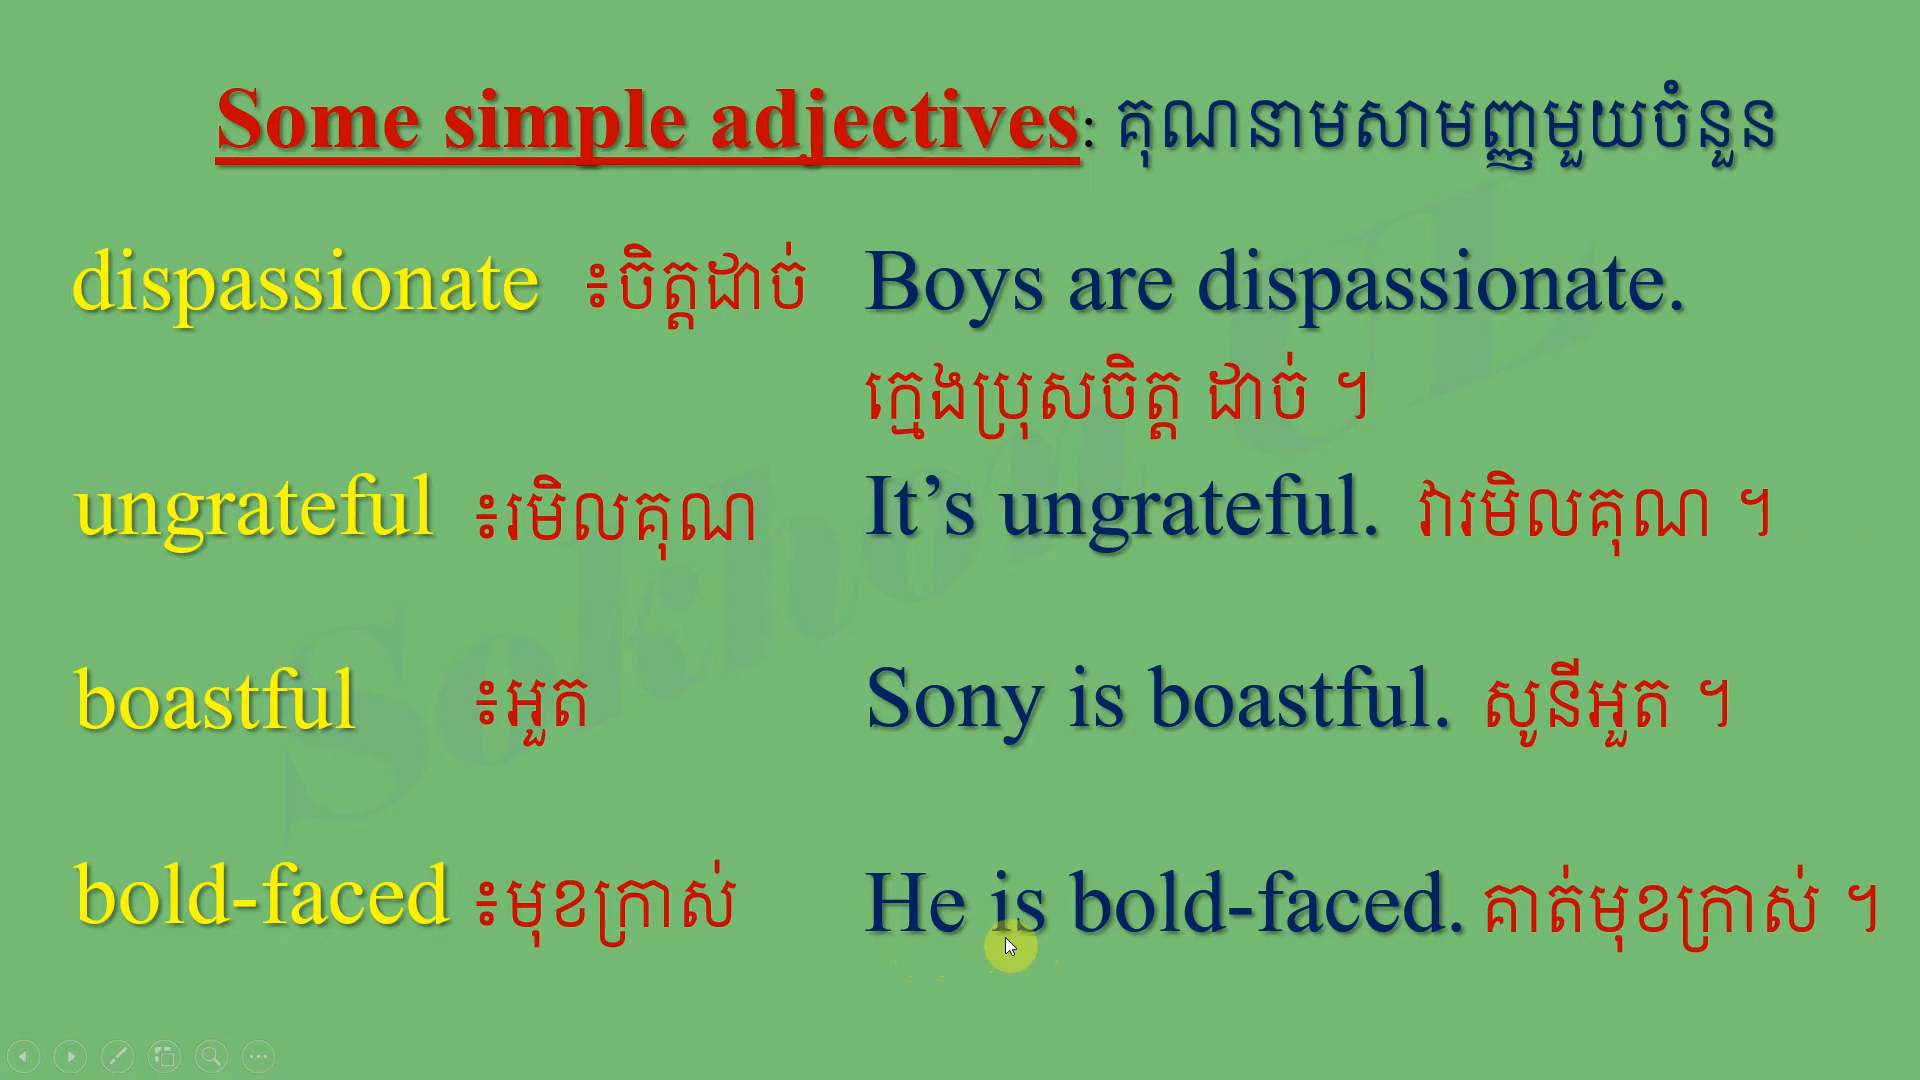 Some simple adjectives: គុណនាមសាមញ្ញមួយចំនួន
dispassionate ៖ចិត្តដាច់ Boys are dispassionate.
ក្មេងប្រុសចិត្ត ដាច់ ។
ungrateful ៖រមិលគុណ It’s ungrateful. វារមិលគុណ ។
boastful ៖អួត Sony is boastful. សូនីអួត ។
bold-faced ៖មុខក្រាស់ He is bold-faced. គាត់មុខក្រាស់ ។
Sokhon UL